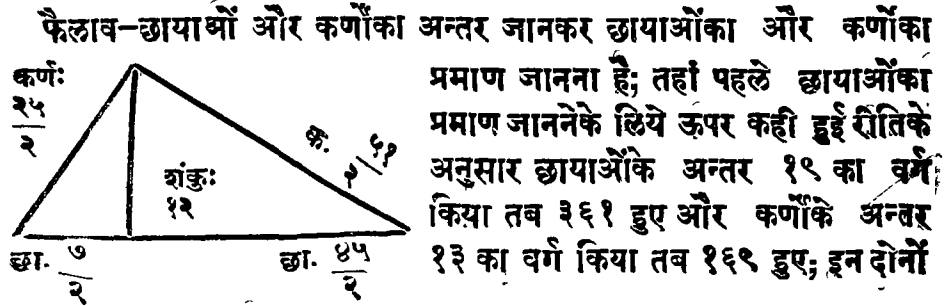 फैलाव-छायाओं और कर्णोंका अन्तर जानकर छायाओंका और कर्णोंका
प्रमाण जानना है; तहां पहले छायाओंका
प्रमाण जाननेके लिये ऊपर कही हुई रीतिके
अनुसार छायाओंके अन्तर १९ का वर्ग
किया तब ३६१ हुए और कर्णोंके अन्तर
१३ का वर्ग किया तब १६९ हुए; इन दोनों
कर्णः
२५
२
क. ५१
२
शंकुः
१२
छा. ७
२
छा. ४५
२